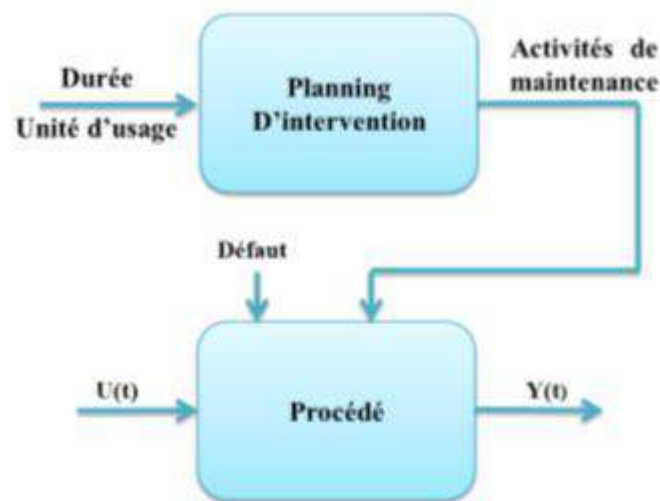 Durée
Unité d'usage
Planning
D'intervention
Activités de
maintenance
Défaut
U(t)
Procédé
Y(t)